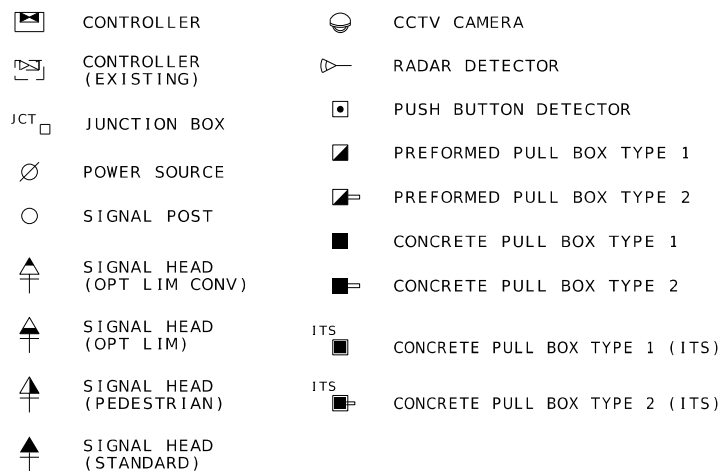 CONTROLLER
CONTROLLER
(EXISTING)
JCT
JUNCTION BOX
POWER SOURCE
SIGNAL POST
SIGNAL HEAD
(OPT LIM CONV)
SIGNAL HEAD
(OPT LIM)
SIGNAL HEAD
(PEDESTRIAN)
SIGNAL HEAD
(STANDARD)
CCTV CAMERA
RADAR DETECTOR
PUSH BUTTON DETECTOR
PREFORMED PULL BOX TYPE 1
PREFORMED PULL BOX TYPE 2
CONCRETE PULL BOX TYPE 1
CONCRETE PULL BOX TYPE 2
ITS
CONCRETE PULL BOX TYPE 1 (ITS)
ITS
CONCRETE PULL BOX TYPE 2 (ITS)